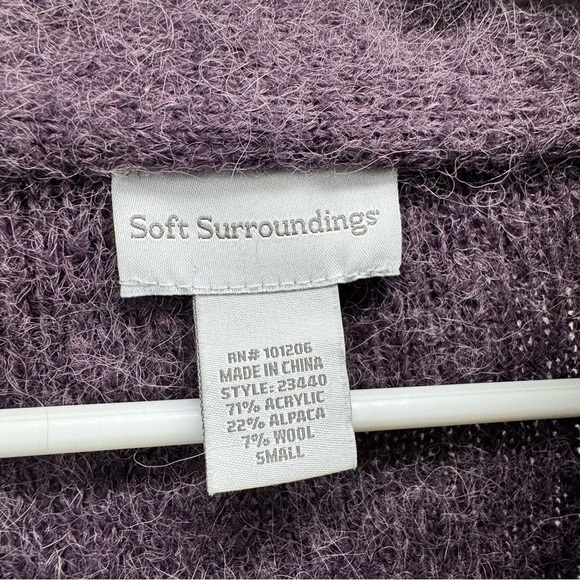 Soft Surroundings®
RN# 101206
MADE IN CHINA
STYLE: 23440
71% ACRYLIC
22% ALPACA
7% WOOL
SMALL